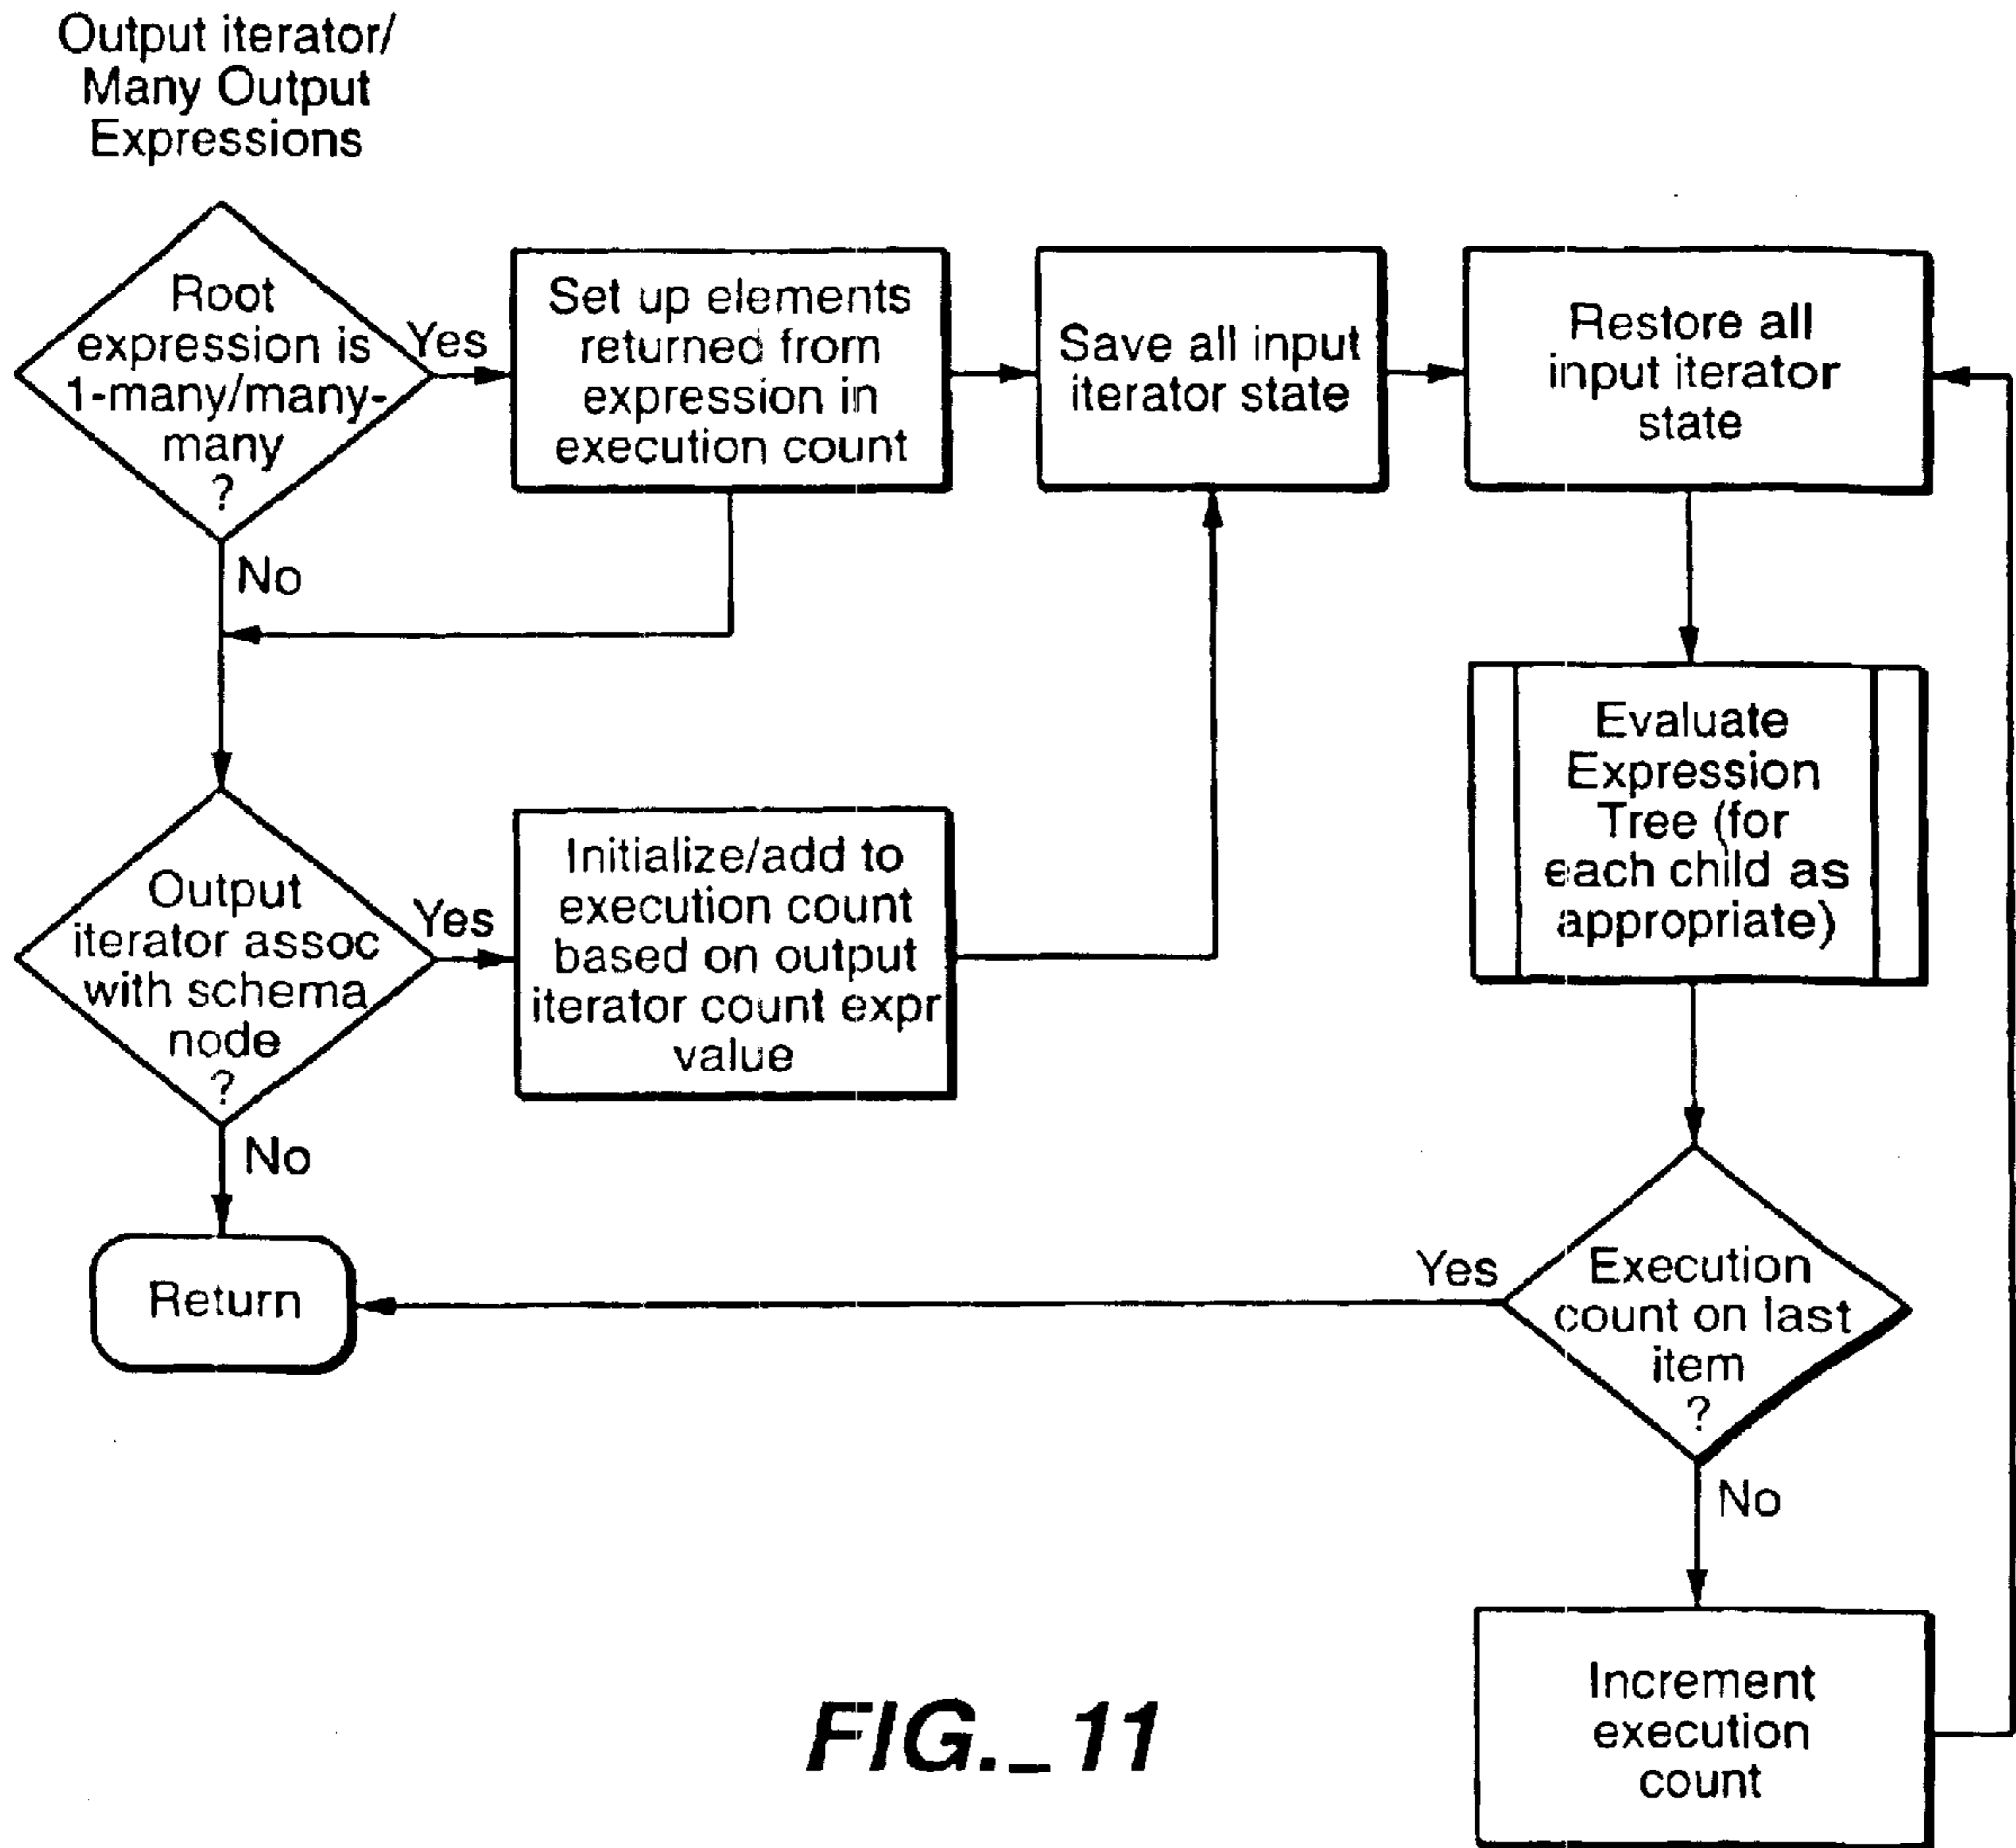 Output iterator/
Many Output
Expressions
Root
expression is
1-many/many-
many
?
Yes
Set up elements
returned from
expression in
execution count
Save all input
iterator state
Restore all
input iterator
state
No
Evaluate
Expression
Tree (for
each child as
appropriate)
Output
iterator assoc
with schema
node
?
Yes
Initialize/add to
execution count
based on output
iterator count expr
value
No
Return
Execution
count on last
item
?
Yes
No
Increment
execution
count
FIG._11